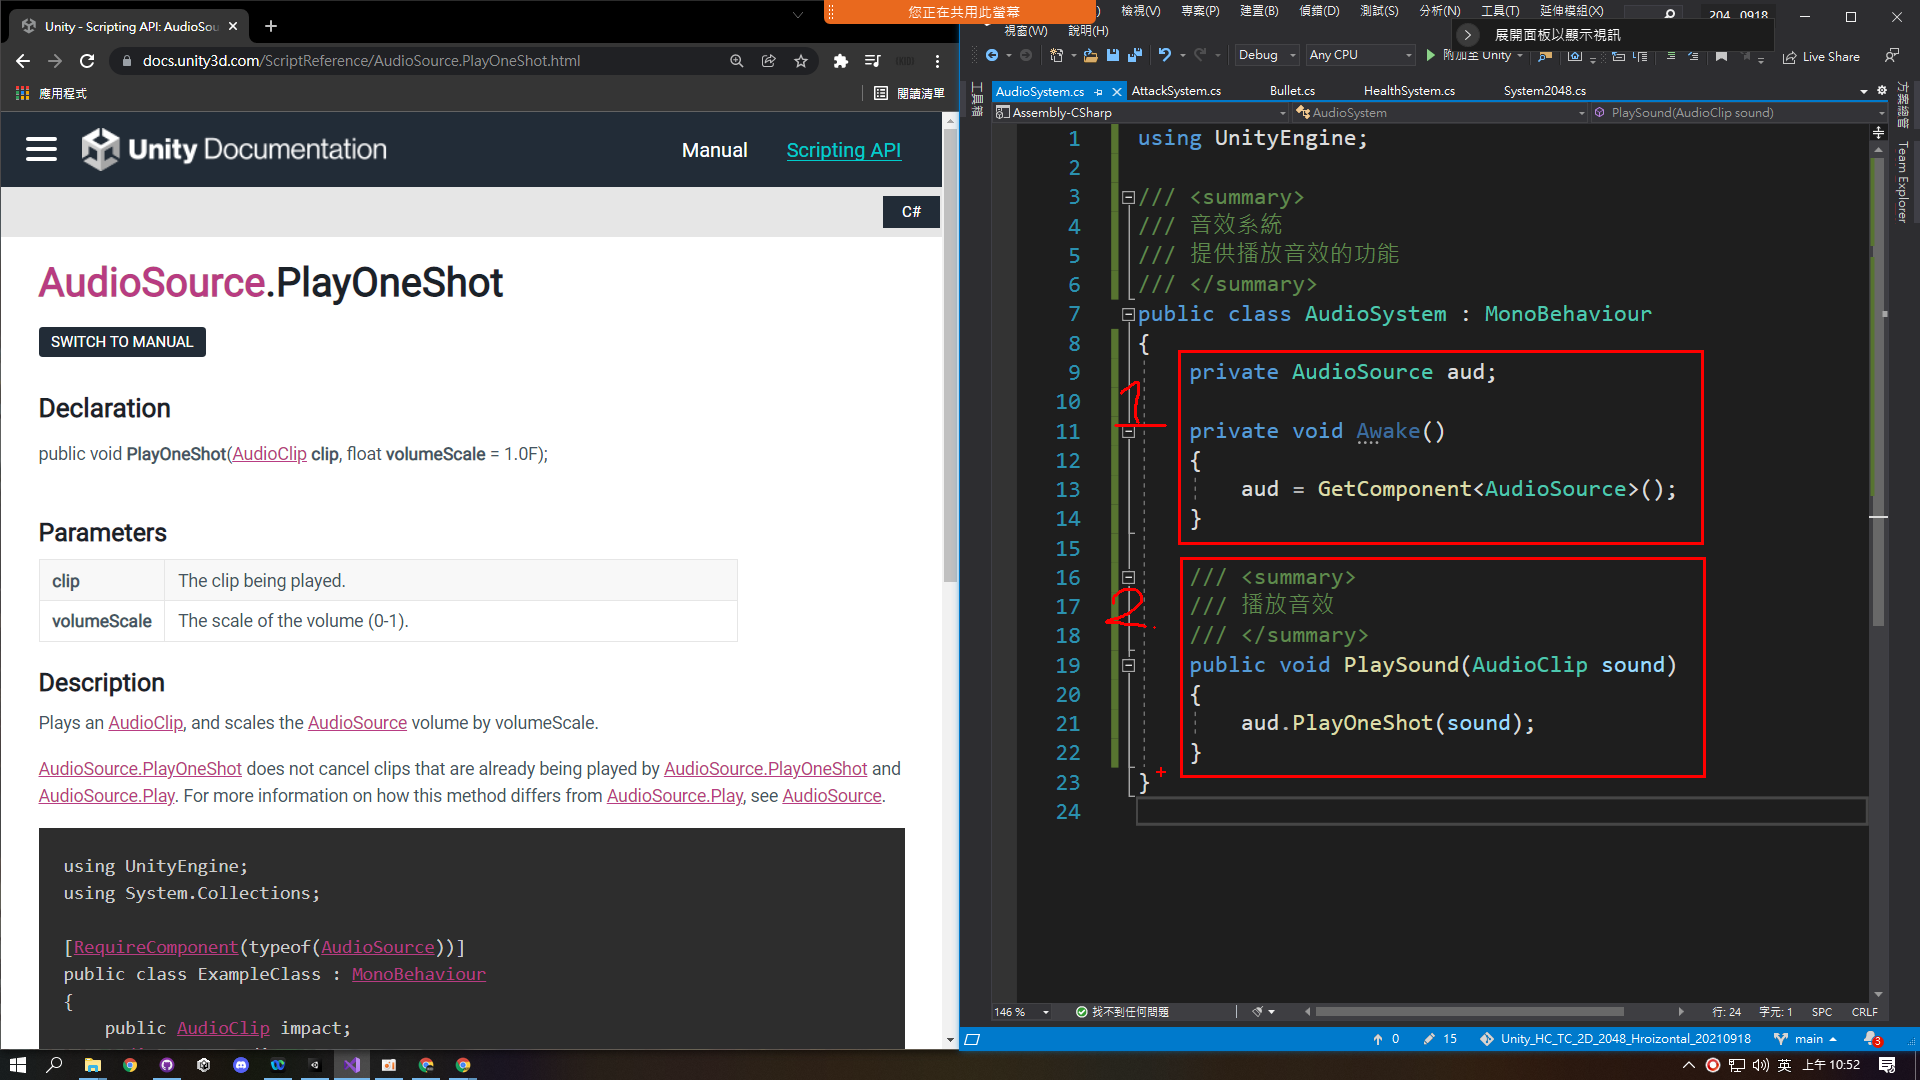 Unity - Scripting API: AudioSou
您正在共用此螢幕
docs.unity3d.com/ScriptReference/AudioSource.PlayOneShot.html
應用程式
閱讀清單
Unity Documentation
Manual
Scripting API
C#
AudioSource.PlayOneShot
SWITCH TO MANUAL
Declaration
public void PlayOneShot(AudioClip clip, float volumeScale = 1.0F);
Parameters
clip The clip being played.
volumeScale The scale of the volume (0-1).
Description
Plays an AudioClip, and scales the AudioSource volume by volumeScale.
AudioSource.PlayOneShot does not cancel clips that are already being played by AudioSource.PlayOneShot and
AudioSource.Play. For more information on how this method differs from AudioSource.Play, see AudioSource.
using UnityEngine;
using System.Collections;
[RequireComponent(typeof(AudioSource))]
public class ExampleClass : MonoBehaviour
{
public AudioClip impact;
檢視(V) 專案(P) 建置(B) 偵錯(D) 測試(S) 分析(N) 工具(T) 延伸模組(X)
視窗(W) 說明(H)
204_0918
展開面板以顯示視訊
Debug
Any CPU
附加至 Unity
Live Share
工具箱
AudioSystem.cs
AttackSystem.cs
Bullet.cs
HealthSystem.cs
System2048.cs
方案總管
Team Explorer
Assembly-CSharp
AudioSystem
PlaySound(AudioClip sound)
1 using UnityEngine;
2
3 /// <summary>
4 /// 音效系統
5 /// 提供播放音效的功能
6 /// </summary>
7 public class AudioSystem : MonoBehaviour
8 {
9 private AudioSource aud;
10
11 private void Awake()
12 {
13 aud = GetComponent<AudioSource>();
14 }
15
16 /// <summary>
17 /// 播放音效
18 /// </summary>
19 public void PlaySound(AudioClip sound)
20 {
21 aud.PlayOneShot(sound);
22 }
23 }
24
1
2.
146 %
找不到任何問題
行: 24 字元: 1 SPC CRLF
0
15
Unity_HC_TC_2D_2048_Hroizontal_20210918
main
3
英
上午 10:52